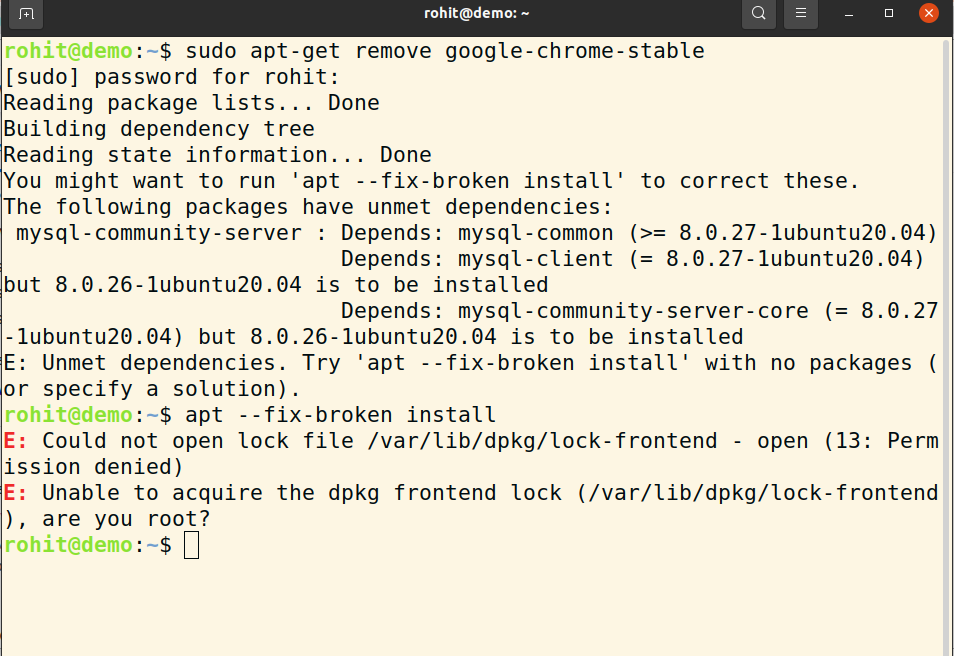 rohit@demo: ~
rohit@demo:~$ sudo apt-get remove google-chrome-stable
[sudo] password for rohit:
Reading package lists... Done
Building dependency tree
Reading state information... Done
You might want to run 'apt --fix-broken install' to correct these.
The following packages have unmet dependencies:
 mysql-community-server : Depends: mysql-common (>= 8.0.27-1ubuntu20.04)
                          Depends: mysql-client (= 8.0.27-1ubuntu20.04)
but 8.0.26-1ubuntu20.04 is to be installed
                          Depends: mysql-community-server-core (= 8.0.27
-1ubuntu20.04) but 8.0.26-1ubuntu20.04 is to be installed
E: Unmet dependencies. Try 'apt --fix-broken install' with no packages (
or specify a solution).
rohit@demo:~$ apt --fix-broken install
E: Could not open lock file /var/lib/dpkg/lock-frontend - open (13: Perm
ission denied)
E: Unable to acquire the dpkg frontend lock (/var/lib/dpkg/lock-frontend
), are you root?
rohit@demo:~$